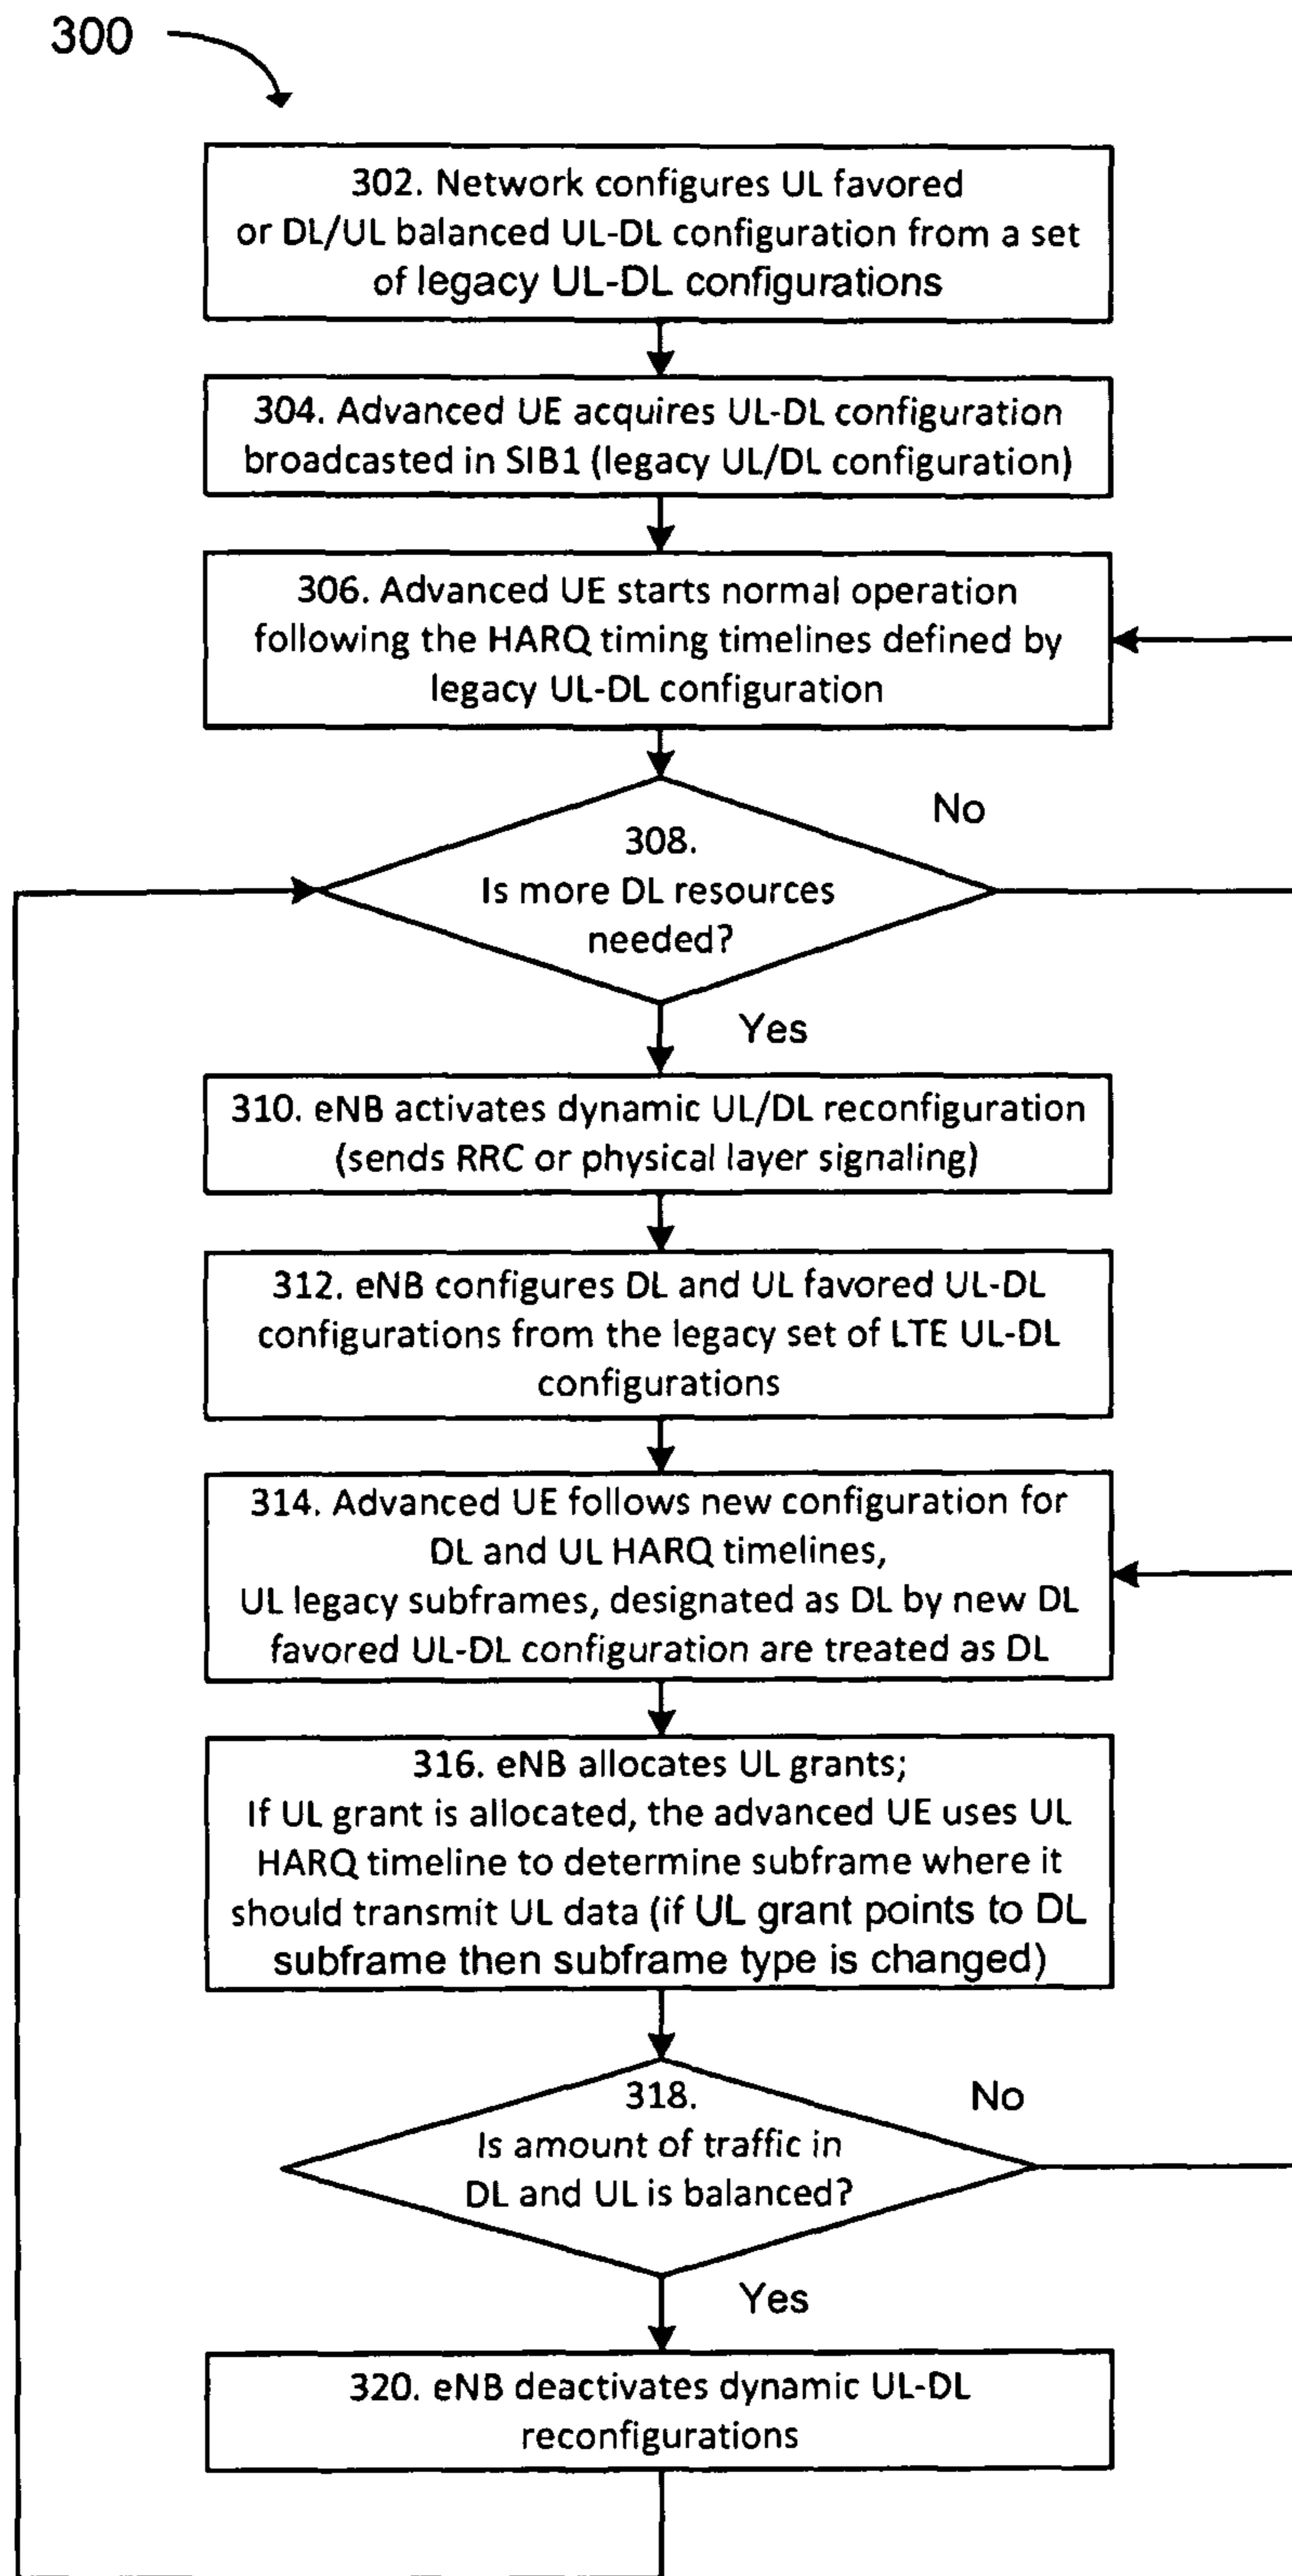 300
302. Network configures UL favored
or DL/UL balanced UL-DL configuration from a set
of legacy UL-DL configurations
304. Advanced UE acquires UL-DL configuration
broadcasted in SIB1 (legacy UL/DL configuration)
306. Advanced UE starts normal operation
following the HARQ timing timelines defined by
legacy UL-DL configuration
No
308.
Is more DL resources
needed?
Yes
310. eNB activates dynamic UL/DL reconfiguration
(sends RRC or physical layer signaling)
312. eNB configures DL and UL favored UL-DL
configurations from the legacy set of LTE UL-DL
configurations
314. Advanced UE follows new configuration for
DL and UL HARQ timelines,
UL legacy subframes, designated as DL by new DL
favored UL-DL configuration are treated as DL
316. eNB allocates UL grants;
If UL grant is allocated, the advanced UE uses UL
HARQ timeline to determine subframe where it
should transmit UL data (if UL grant points to DL
subframe then subframe type is changed)
No
318.
Is amount of traffic in
DL and UL is balanced?
Yes
320. eNB deactivates dynamic UL-DL
reconfigurations